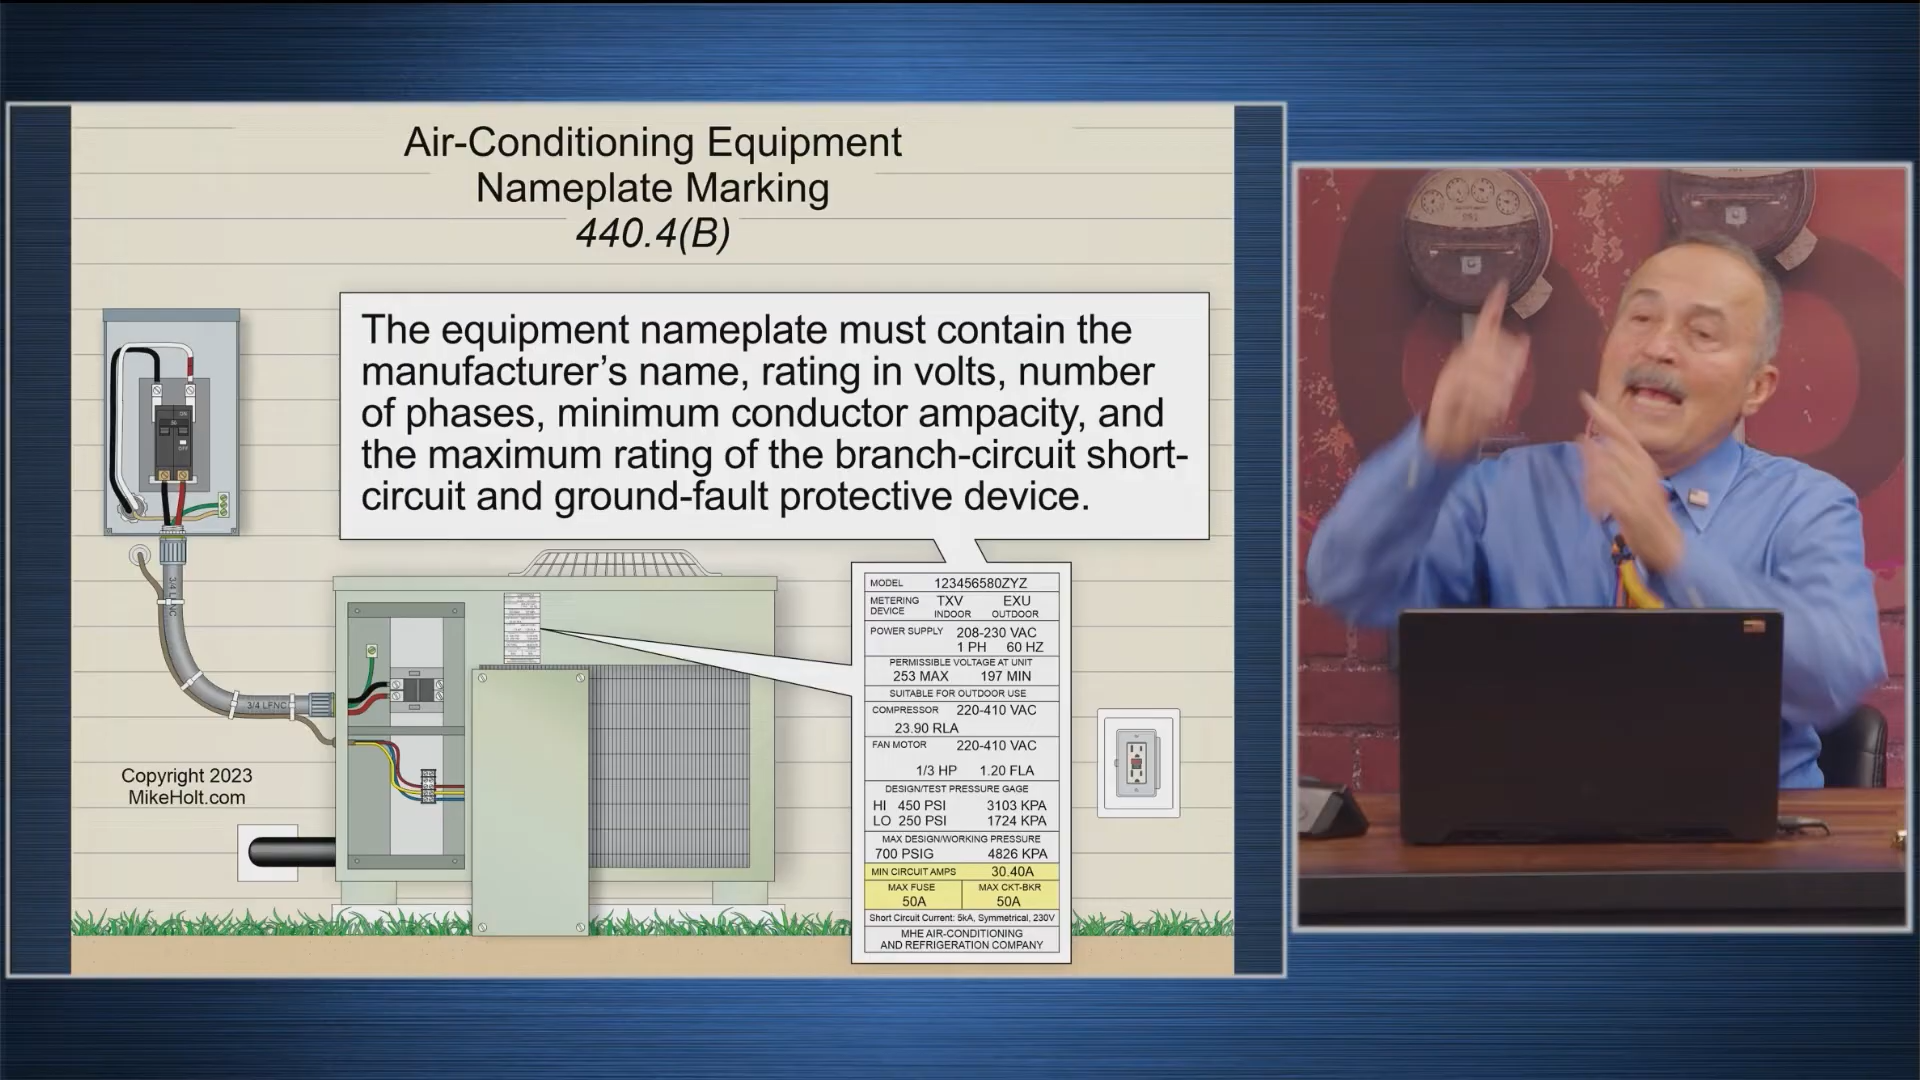 Air-Conditioning Equipment
Nameplate Marking
440.4(B)
The equipment nameplate must contain the
manufacturer's name, rating in volts, number
of phases, minimum conductor ampacity, and
the maximum rating of the branch-circuit short-
circuit and ground-fault protective device.
MODEL 123456580ZYZ
METERING DEVICE TXV INDOOR EXU OUTDOOR
POWER SUPPLY 208-230 VAC
1 PH 60 HZ
PERMISSIBLE VOLTAGE AT UNIT
253 MAX 197 MIN
SUITABLE FOR OUTDOOR USE
COMPRESSOR 220-410 VAC
23.90 RLA
FAN MOTOR 220-410 VAC
1/3 HP 1.20 FLA
DESIGN/TEST PRESSURE GAGE
HI 450 PSI 3103 KPA
LO 250 PSI 1724 KPA
MAX DESIGN/WORKING PRESSURE
700 PSIG 4826 KPA
MIN CIRCUIT AMPS 30.40A
MAX FUSE MAX CKT-BKR
50A 50A
Short Circuit Current: 5kA, Symmetrical, 230V
MHE AIR-CONDITIONING
AND REFRIGERATION COMPANY
3/4 LFNC
3/4 LFNC
Copyright 2023
MikeHolt.com